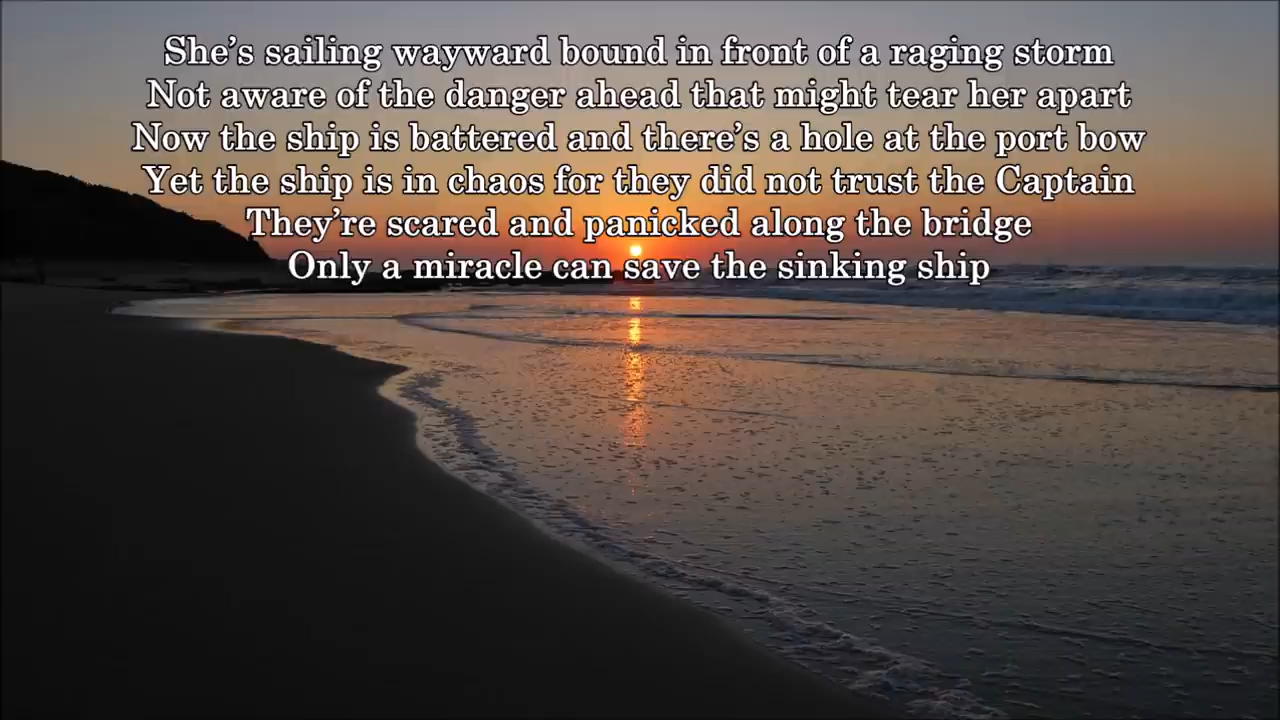 She’s sailing wayward bound in front of a raging storm
Not aware of the danger ahead that might tear her apart
Now the ship is battered and there’s a hole at the port bow
Yet the ship is in chaos for they did not trust the Captain
They’re scared and panicked along the bridge
Only a miracle can save the sinking ship